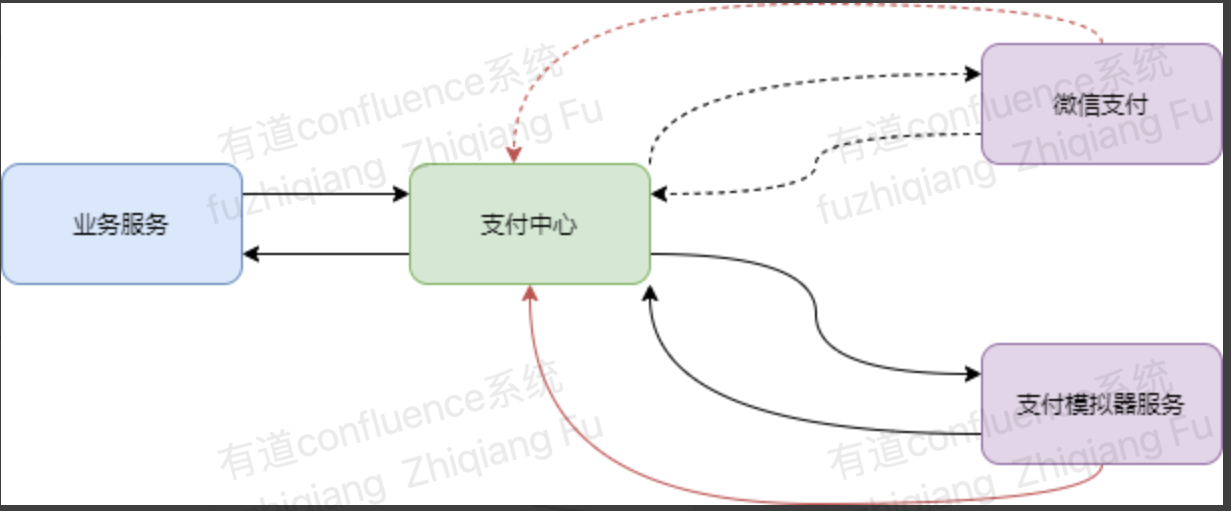 有道confluence系统
有道confluence系统
fuzhiqiang Zhiqiang Fu
fuzhiqiang Zhiqiang Fu
微信支付
业务服务
支付中心
支付模拟器服务
有道confluence系统
有道confluence系统
Zhiqiang Fu
Zhiqiang Fu